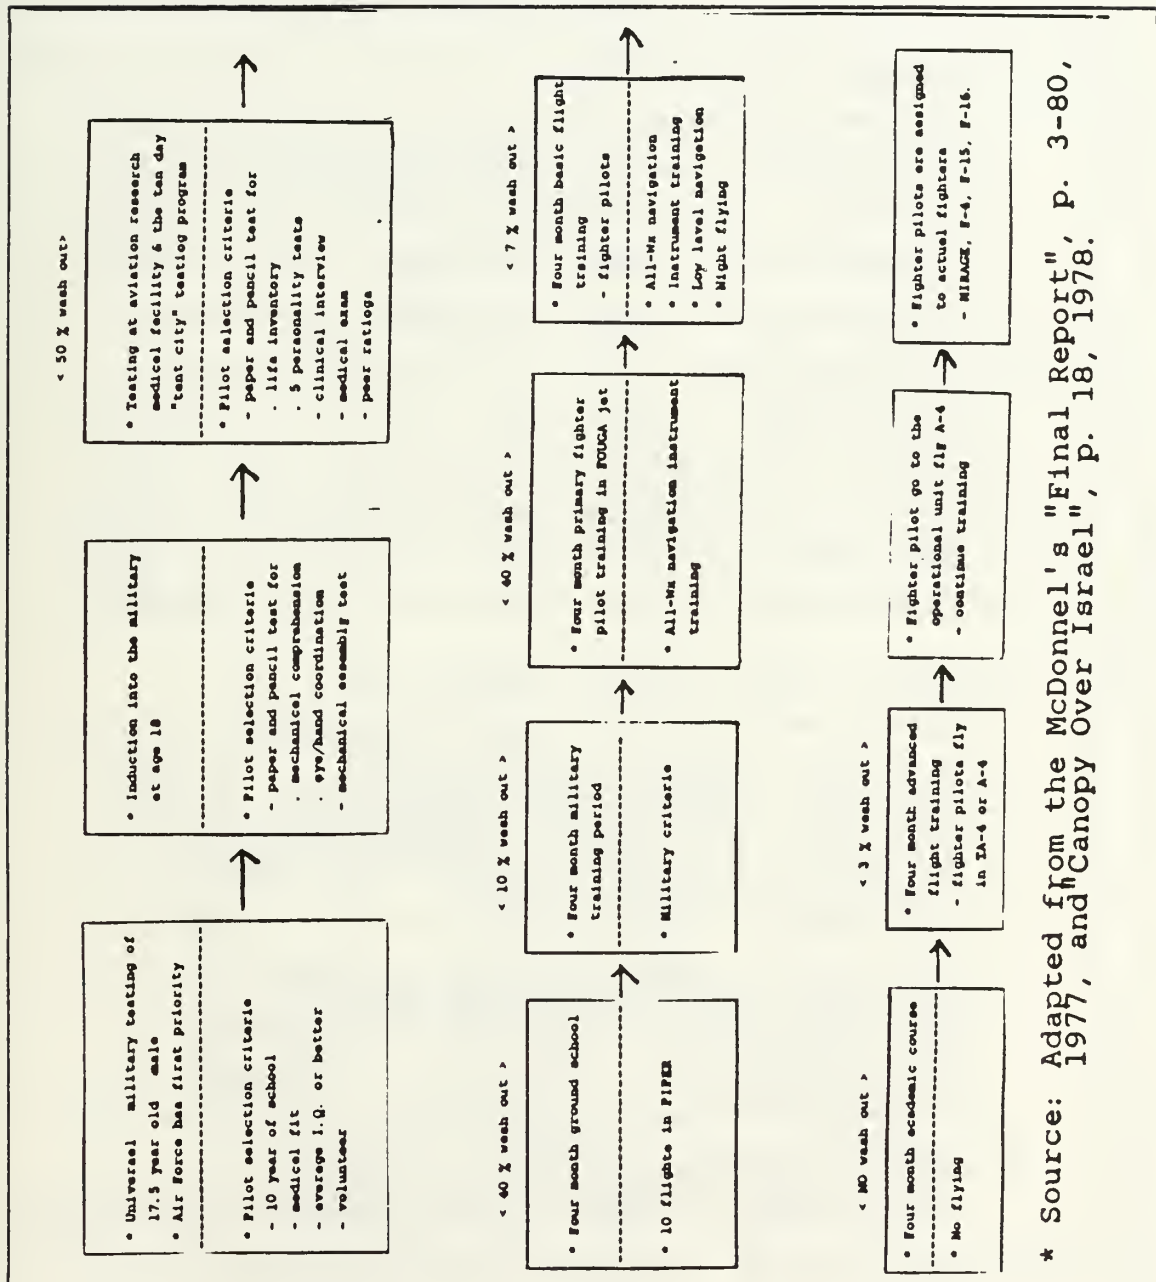 • Universal military testing of
17.5 year old male
• Air Force has first priority
• Pilot selection criteria
- 10 year of school
- medical fit
- average I.Q. or better
- volunteer
• Induction into the military
at age 18
• Pilot selection criteria
- paper and pencil test for
. mechanical comprehension
. eye/hand coordination
- mechanical assembly test
< 50 % wash out>
• Testing at aviation research
medical facility & the ten day
"tent city" testing program
• Pilot selection criteria
- paper and pencil test for
. life inventory
. 5 personality tests
- clinical interview
- medical exam
- peer ratings
< 40 % wash out >
• Four month ground school
• 10 flights in PIPER
< 10 % wash out >
• Four month military
training period
• Military criteria
< 40 % wash out >
• Four month primary fighter
pilot training in FOUGA jet
• All-Wx navigation instrument
training
< 7 % wash out >
• Four month basic flight
training
- fighter pilots
• All-Wx navigation
• Instrument training
• Low level navigation
• Night flying
< NO wash out >
• Four month academic course
• No flying
< 3 % wash out >
• Four month advanced
flight training
- fighter pilots fly
in TA-4 or A-4
• Fighter pilot go to the
operational unit fly A-4
- continue training
• Fighter pilots are assigned
to actual fighters
- MIRAGE, F-4, F-15, F-16.
* Source: Adapted from the McDonnel's "Final Report", p. 3-80,
1977, and"Canopy Over Israel", p. 18, 1978.